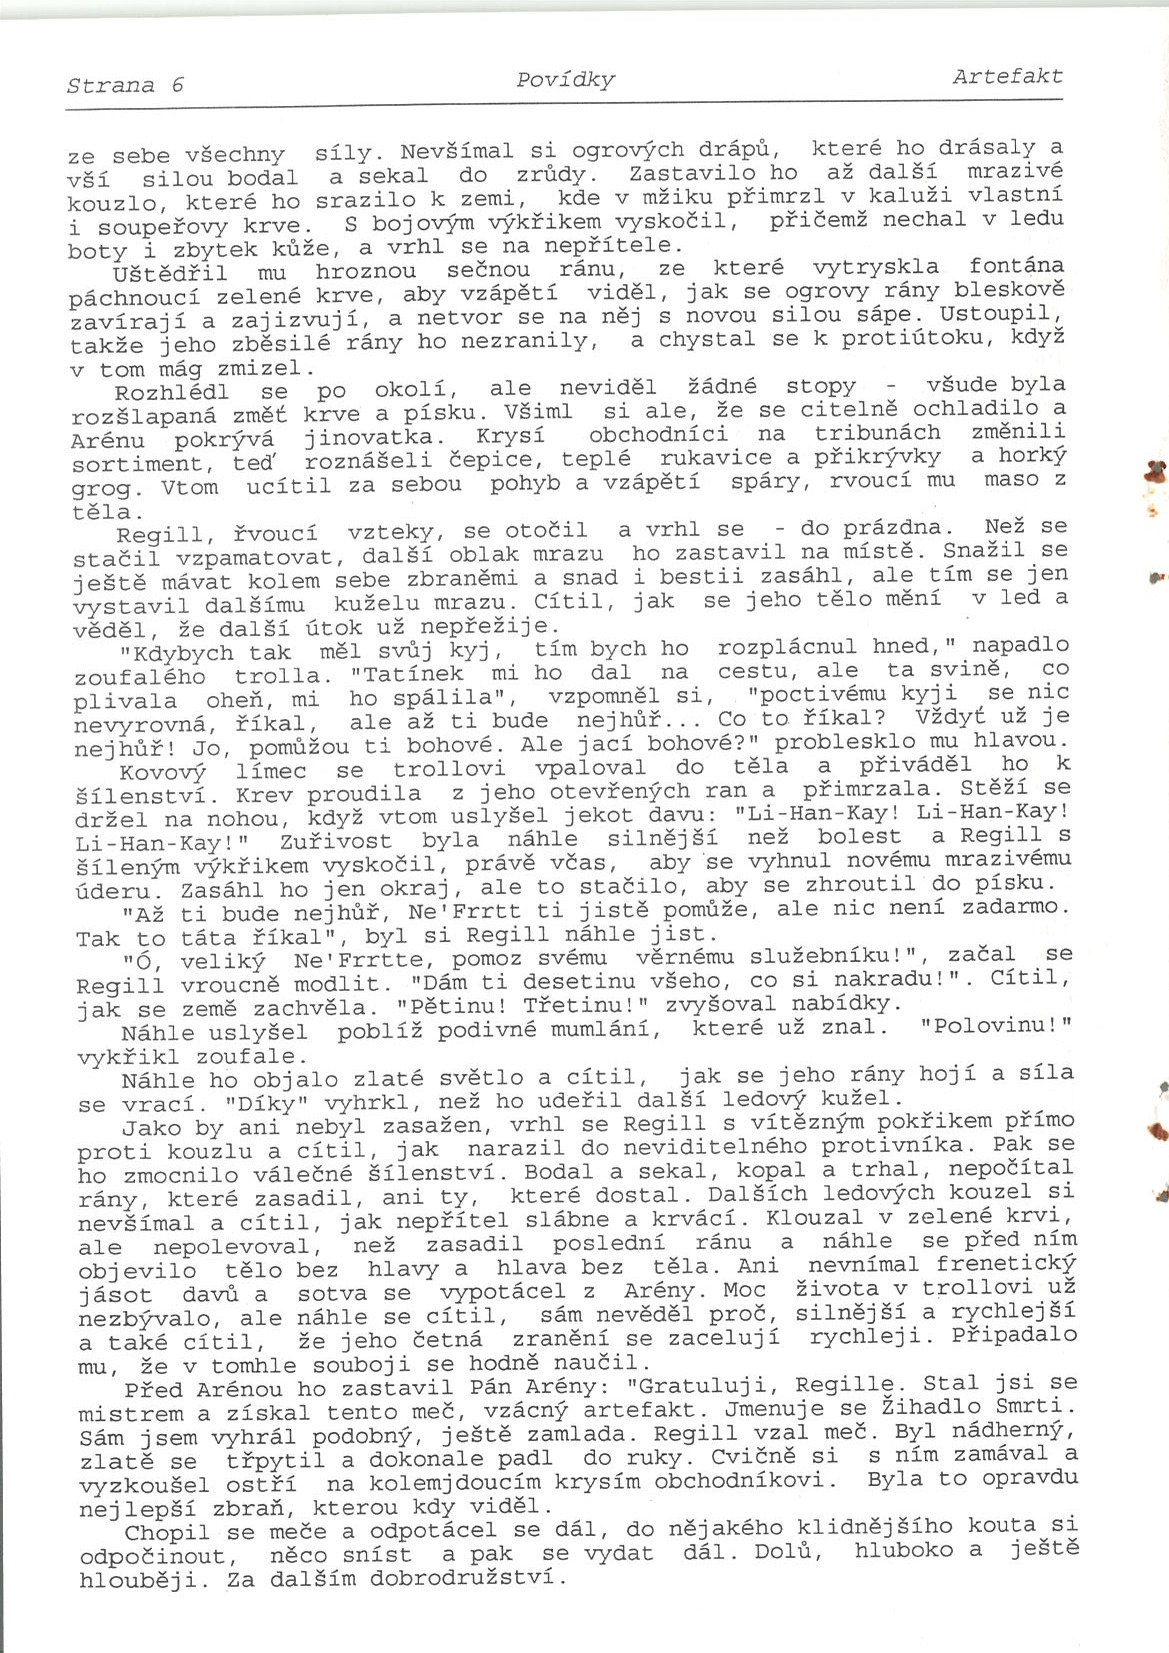 Strana 6 Povídky Artefakt
ze sebe všechny síly. Nevšímal si ogrových drápů, které ho drásaly a
vší silou bodal a sekal do zrůdy. Zastavilo ho až další mrazivé
kouzlo, které ho srazilo k zemi, kde v mžiku přimrzl v kaluži vlastní
i soupeřovy krve. S bojovým výkřikem vyskočil, přičemž nechal v ledu
boty i zbytek kůže, a vrhl se na nepřítele.
Uštědřil mu hroznou sečnou ránu, ze které vytryskla fontána
páchnoucí zelené krve, aby vzápětí viděl, jak se ogrovy rány bleskově
zavírají a zajizvují, a netvor se na něj s novou silou sápe. Ustoupil,
takže jeho zběsilé rány ho nezranily, a chystal se k protiútoku, když
v tom mág zmizel.
Rozhlédl se po okolí, ale neviděl žádné stopy - všude byla
rozšlapaná změť krve a písku. Všiml si ale, že se citelně ochladilo a
Arénu pokrývá jinovatka. Krysí obchodníci na tribunách změnili
sortiment, teď roznášeli čepice, teplé rukavice a přikrývky a horký
grog. Vtom ucítil za sebou pohyb a vzápětí spáry, rvoucí mu maso z
těla.
Regill, řvoucí vzteky, se otočil a vrhl se - do prázdna. Než se
stačil vzpamatovat, další oblak mrazu ho zastavil na místě. Snažil se
ještě mávat kolem sebe zbraněmi a snad i bestii zasáhl, ale tím se jen
vystavil dalšímu kuželu mrazu. Cítil, jak se jeho tělo mění v led a
věděl, že další útok už nepřežije.
"Kdybych tak měl svůj kyj, tím bych ho rozplácnul hned," napadlo
zoufalého trolla. "Tatínek mi ho dal na cestu, ale ta svině, co
plivala oheň, mi ho spálila", vzpomněl si, "poctivému kyji se nic
nevyrovná, říkal, ale až ti bude nejhůř... Co to říkal? Vždyť už je
nejhůř! Jo, pomůžou ti bohové. Ale jací bohové?" problesklo mu hlavou.
Kovový límec se trollovi vpaloval do těla a přiváděl ho k
šílenství. Krev proudila z jeho otevřených ran a přimrzala. Stěží se
držel na nohou, když vtom uslyšel jekot davu: "Li-Han-Kay! Li-Han-Kay!
Li-Han-Kay!" Zuřivost byla náhle silnější než bolest a Regill s
šíleným výkřikem vyskočil, právě včas, aby se vyhnul novému mrazivému
úderu. Zasáhl ho jen okraj, ale to stačilo, aby se zhroutil do písku.
"Až ti bude nejhůř, Ne'Frrtt ti jistě pomůže, ale nic není zadarmo.
Tak to táta říkal", byl si Regill náhle jist.
"Ó, veliký Ne'Frrtte, pomoz svému věrnému služebníku!", začal se
Regill vroucně modlit. "Dám ti desetinu všeho, co si nakradu!". Cítil,
jak se země zachvěla. "Pětinu! Třetinu!" zvyšoval nabídky.
Náhle uslyšel poblíž podivné mumlání, které už znal. "Polovinu!"
vykřikl zoufale.
Náhle ho objalo zlaté světlo a cítil, jak se jeho rány hojí a síla
se vrací. "Díky" vyhrkl, než ho udeřil další ledový kužel.
Jako by ani nebyl zasažen, vrhl se Regill s vítězným pokřikem přímo
proti kouzlu a cítil, jak narazil do neviditelného protivníka. Pak se
ho zmocnilo válečné šílenství. Bodal a sekal, kopal a trhal, nepočítal
rány, které zasadil, ani ty, které dostal. Dalších ledových kouzel si
nevšímal a cítil, jak nepřítel slábne a krvácí. Klouzal v zelené krvi,
ale nepolevoval, než zasadil poslední ránu a náhle se před ním
objevilo tělo bez hlavy a hlava bez těla. Ani nevnímal frenetický
jásot davů a sotva se vypotácel z Arény. Moc života v trollovi už
nezbývalo, ale náhle se cítil, sám nevěděl proč, silnější a rychlejší
a také cítil, že jeho četná zranění se zacelují rychleji. Připadalo
mu, že v tomhle souboji se hodně naučil.
Před Arénou ho zastavil Pán Arény: "Gratuluji, Regille. Stal jsi se
mistrem a získal tento meč, vzácný artefakt. Jmenuje se Žihadlo Smrti.
Sám jsem vyhrál podobný, ještě zamlada. Regill vzal meč. Byl nádherný,
zlatě se třpytil a dokonale padl do ruky. Cvičně si s ním zamával a
vyzkoušel ostří na kolemjdoucím krysím obchodníkovi. Byla to opravdu
nejlepší zbraň, kterou kdy viděl.
Chopil se meče a odpotácel se dál, do nějakého klidnějšího kouta si
odpočinout, něco sníst a pak se vydat dál. Dolů, hluboko a ještě
hlouběji. Za dalším dobrodružství.